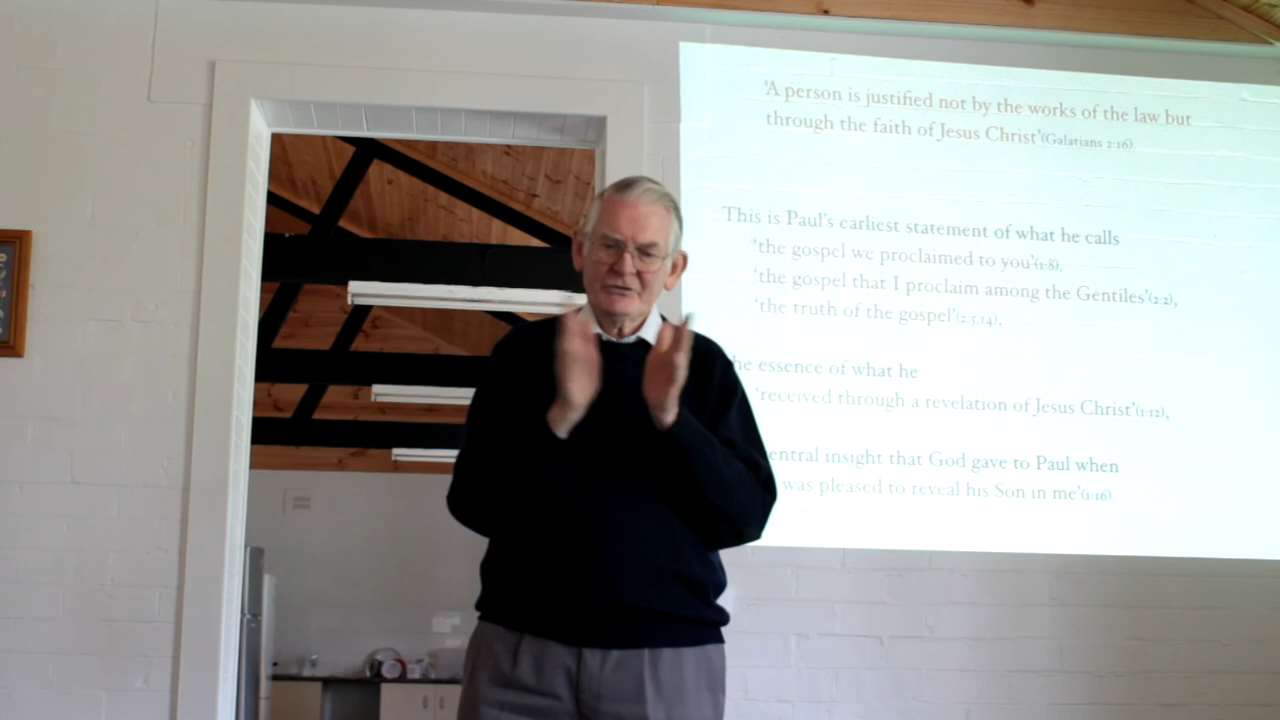 'A person is justified not by the works of the law but
through the faith of Jesus Christ'(Galatians 2:16).
This is Paul's earliest statement of what he calls
'the gospel we proclaimed to you'(1:8),
'the gospel that I proclaim among the Gentiles'(2:2),
'the truth of the gospel'(2:5,14),
he essence of what he
'received through a revelation of Jesus Christ'(1:12),
entral insight that God gave to Paul when
was pleased to reveal his Son in me'(1:16).